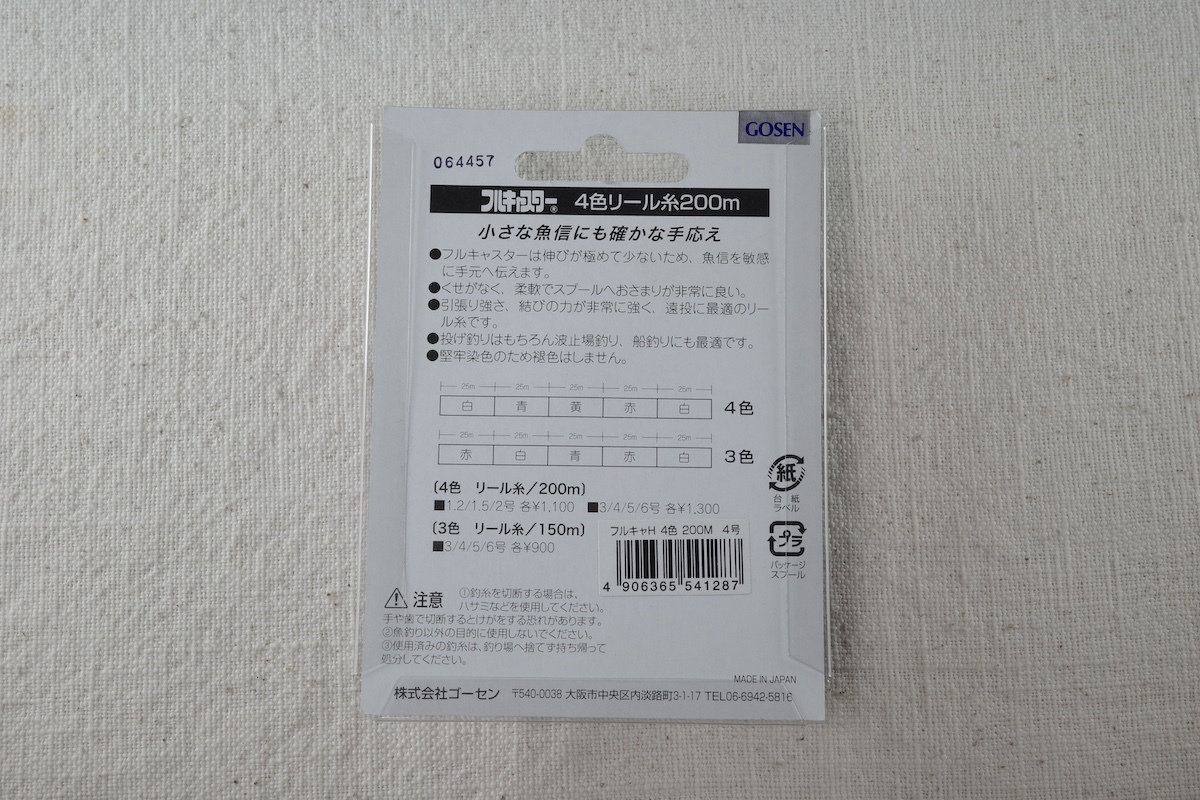 GOSEN
064457
フルキャスター® 4色リール糸200m
小さな魚信にも確かな手応え
●フルキャスターは伸びが極めて少ないため、魚信を敏感
に手元へ伝えます。
●くせがなく、柔軟でスプールへおさまりが非常に良い。
●引張り強さ、結びの力が非常に強く、遠投に最適のリー
ル糸です。
●投げ釣りはもちろん波止場釣り、船釣りにも最適です。
●堅牢染色のため褪色はしません。
25m 25m 25m 25m 25m
白 青 黄 赤 白 4色
25m 25m 25m 25m 25m
赤 白 青 赤 白 3色
〔4色 リール糸/200m〕
■1.2/1.5/2号 各¥1,100 ■3/4/5/6号 各¥1,300
〔3色 リール糸/150m〕
■3/4/5/6号 各¥900
フルキャH 4色 200M 4号
4 906365 541287
紙
台紙
ラベル
プラ
パッケージ
スプール
注意 ①釣糸を切断する場合は、
ハサミなどを使用してください。
手や歯で切断するとけがをする恐れがあります。
②魚釣り以外の目的に使用しないでください。
③使用済みの釣糸は、釣り場へ捨てず持ち帰って
処分してください。
MADE IN JAPAN
株式会社ゴーセン 〒540-0038 大阪市中央区内淡路町3-1-17 TEL06-6942-5816